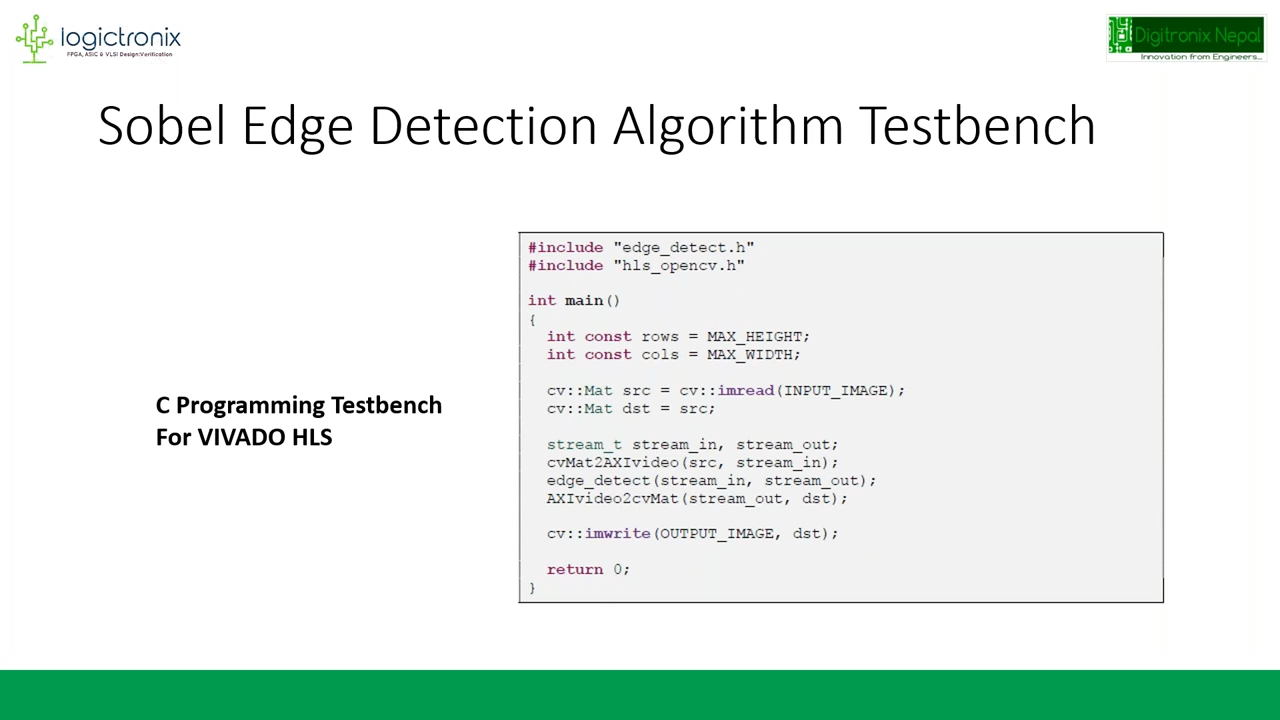 logictronix
FPGA, ASIC & VLSI Design:Verification
Digitronix Nepal
Innovation from Engineers...
Sobel Edge Detection Algorithm Testbench
C Programming Testbench
For VIVADO HLS
#include "edge_detect.h"
#include "hls_opencv.h"
int main()
{
int const rows = MAX_HEIGHT;
int const cols = MAX_WIDTH;
cv::Mat src = cv::imread(INPUT_IMAGE);
cv::Mat dst = src;
stream_t stream_in, stream_out;
cvMat2AXIvideo(src, stream_in);
edge_detect(stream_in, stream_out);
AXIvideo2cvMat(stream_out, dst);
cv::imwrite(OUTPUT_IMAGE, dst);
return 0;
}